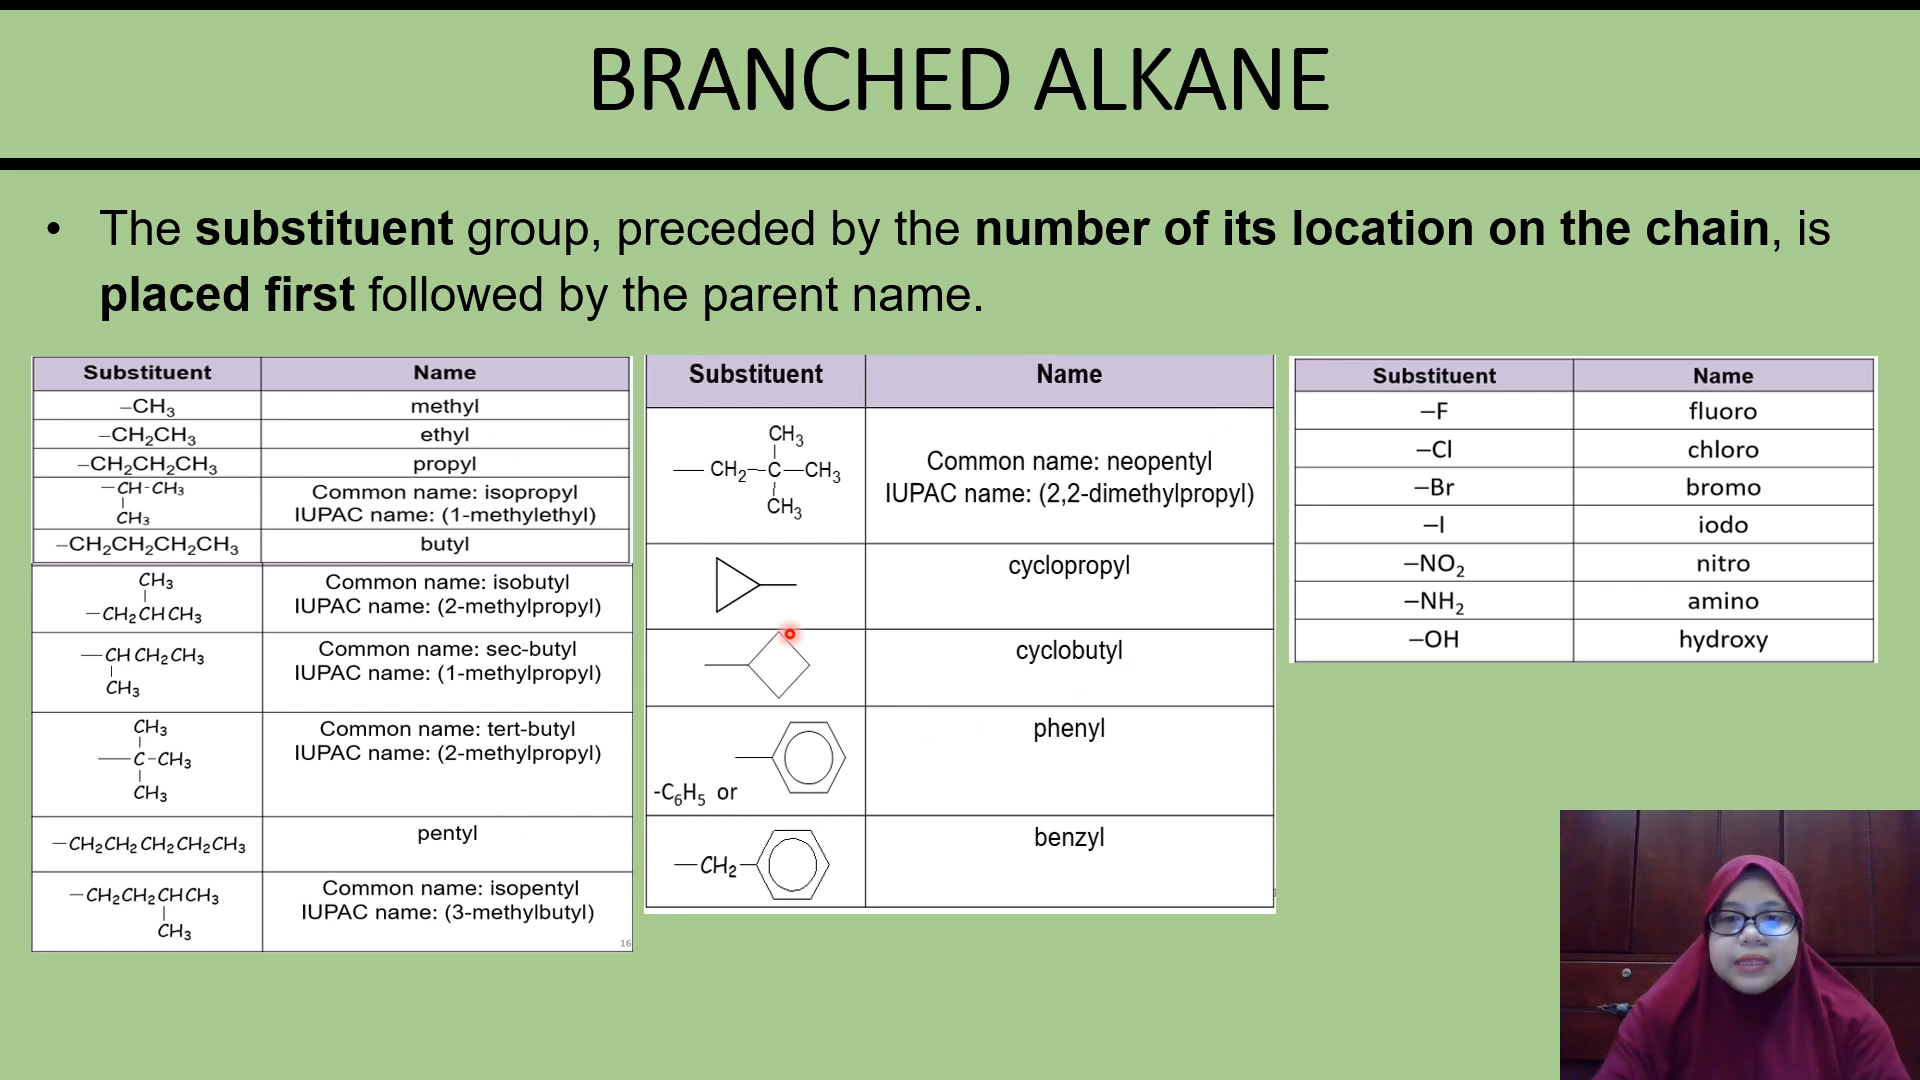 BRANCHED ALKANE
• The substituent group, preceded by the number of its location on the chain, is
placed first followed by the parent name.
Substituent Name
–CH₃ methyl
–CH₂CH₃ ethyl
–CH₂CH₂CH₃ propyl
–CH-CH₃
CH₃
Common name: isopropyl
IUPAC name: (1-methylethyl)
–CH₂CH₂CH₂CH₃ butyl
CH₃
–CH₂CHCH₃
Common name: isobutyl
IUPAC name: (2-methylpropyl)
—CHCH₂CH₃
CH₃
Common name: sec-butyl
IUPAC name: (1-methylpropyl)
CH₃
—C-CH₃
CH₃
Common name: tert-butyl
IUPAC name: (2-methylpropyl)
–CH₂CH₂CH₂CH₂CH₃ pentyl
–CH₂CH₂CHCH₃
CH₃
Common name: isopentyl
IUPAC name: (3-methylbutyl)
16
Substituent Name
CH₃
— CH₂—C—CH₃
CH₃
Common name: neopentyl
IUPAC name: (2,2-dimethylpropyl)
cyclopropyl
cyclobutyl
phenyl
-C₆H₅ or
benzyl
—CH₂—
Substituent Name
–F fluoro
–Cl chloro
–Br bromo
–I iodo
–NO₂ nitro
–NH₂ amino
–OH hydroxy